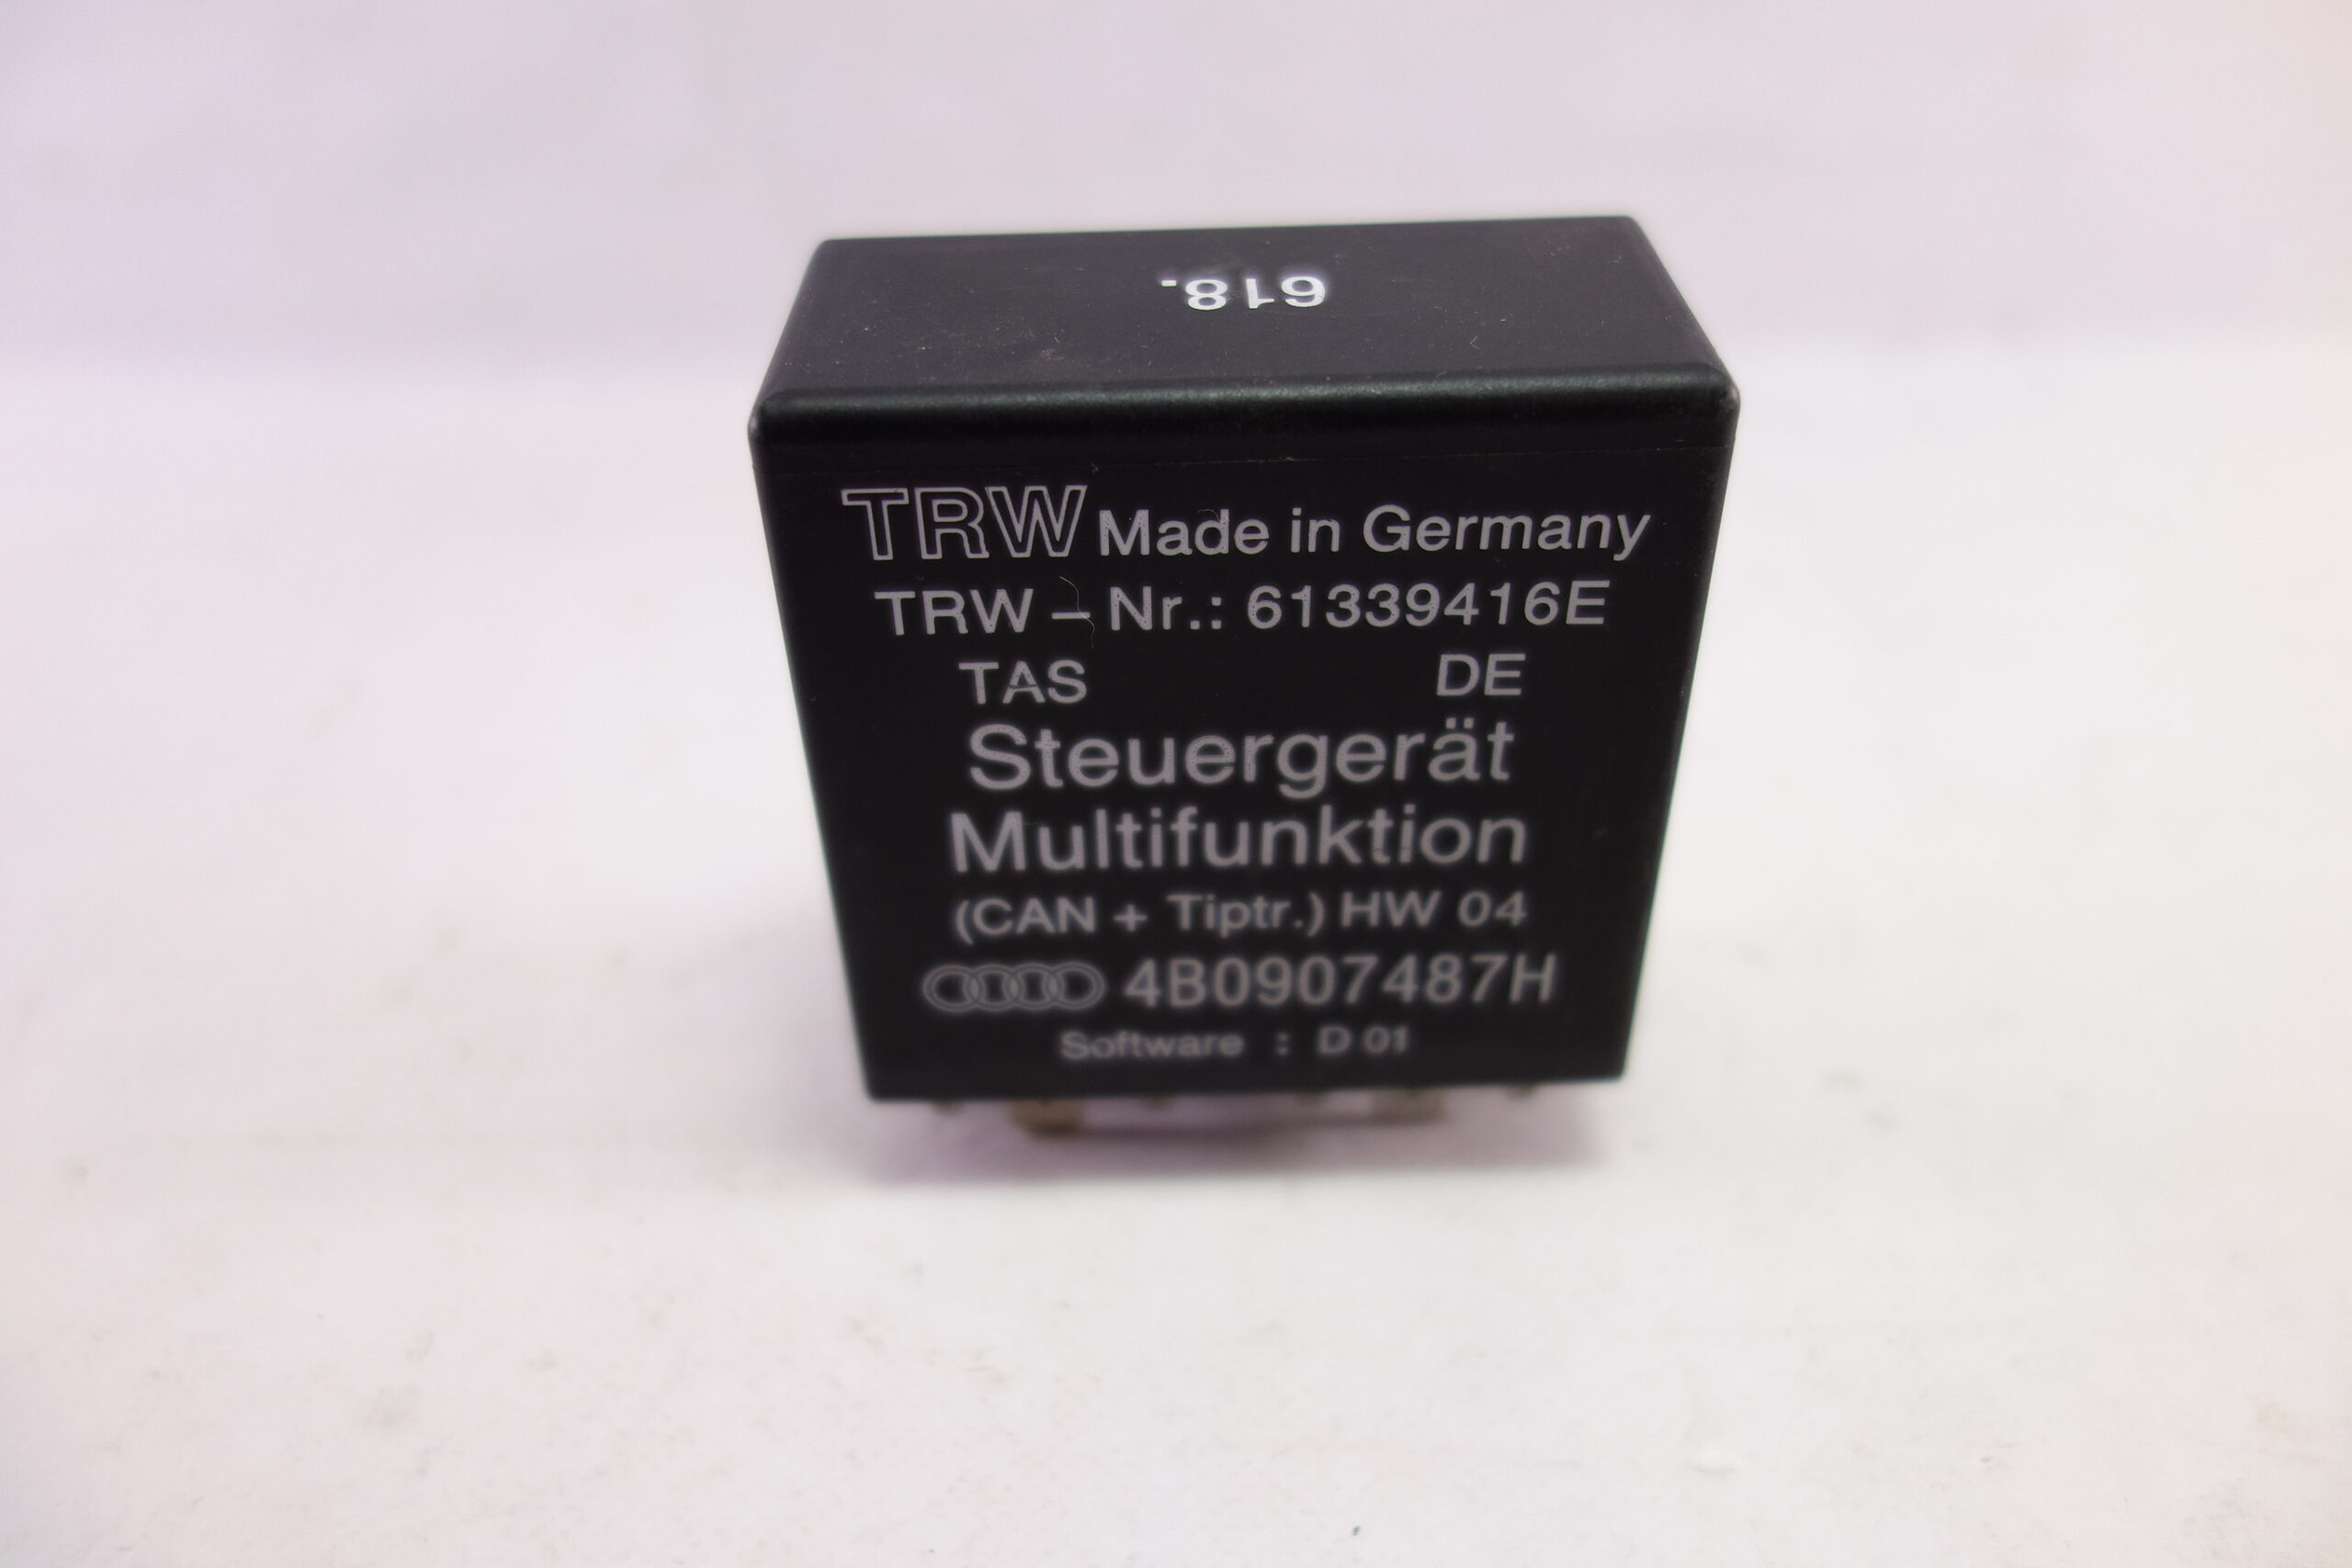 618.
TRW Made in Germany
TRW – Nr.: 61339416E
TAS DE
Steuergerät
Multifunktion
(CAN + Tiptr.) HW 04
4B0907487H
Software : D 01